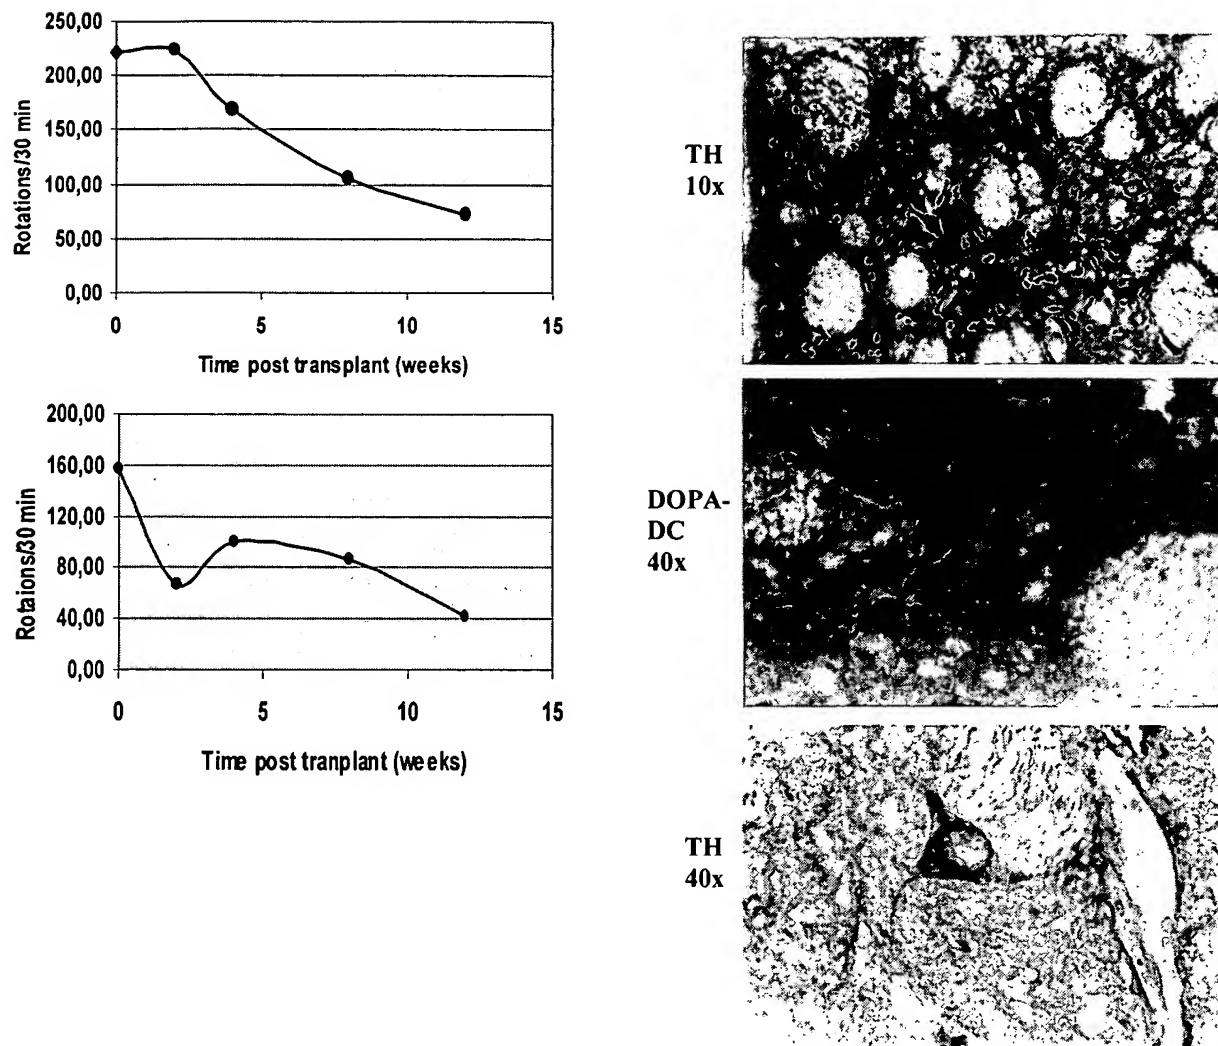 250,00
200,00
150,00
100,00
50,00
0,00
Rotations/30 min
0
5
10
15
Time post transplant (weeks)
200,00
160,00
120,00
80,00
40,00
0,00
Rotaions/30 min
0
5
10
15
Time post tranplant (weeks)
TH
10x
DOPA-
DC
40x
TH
40x